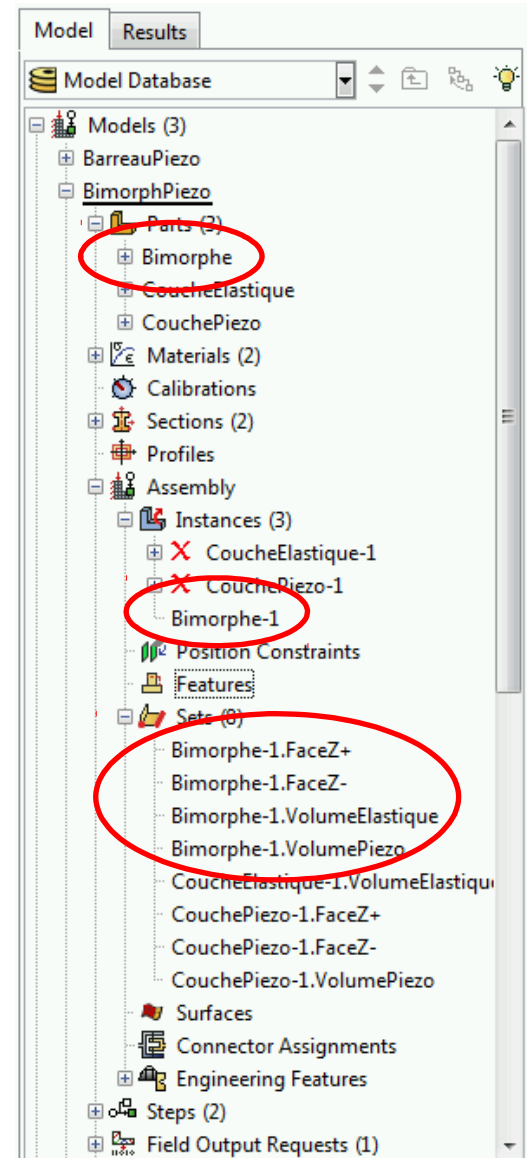 Model Results
Model Database
Models (3)
BarreauPiezo
BimorphPiezo
Parts (3)
Bimorphe
CoucheElastique
CouchePiezo
Materials (2)
Calibrations
Sections (2)
Profiles
Assembly
Instances (3)
CoucheElastique-1
CouchePiezo-1
Bimorphe-1
Position Constraints
Features
Sets (8)
Bimorphe-1.FaceZ+
Bimorphe-1.FaceZ-
Bimorphe-1.VolumeElastique
Bimorphe-1.VolumePiezo
CoucheElastique-1.VolumeElastiqu
CouchePiezo-1.FaceZ+
CouchePiezo-1.FaceZ-
CouchePiezo-1.VolumePiezo
Surfaces
Connector Assignments
Engineering Features
Steps (2)
Field Output Requests (1)